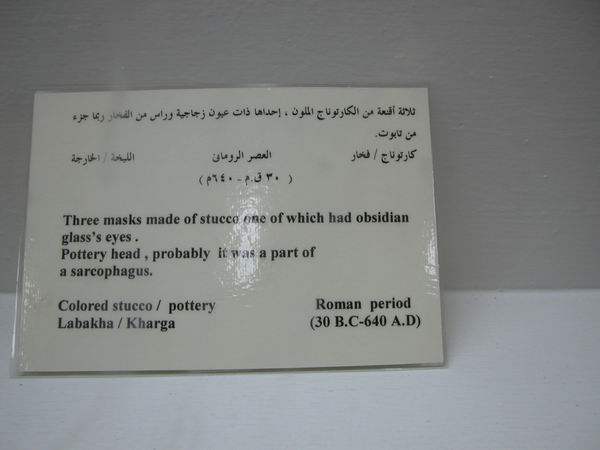 ثلاثة أقنعة من الكارتوناج الملون ، إحداها ذات عيون زجاجية وراس من الفخار ربما جزء
من تابوت.
كارتوناج / فخار العصر الرومانى اللبخة / الخارجة
( ٣٠ ق.م - ٦٤٠م )
Three masks made of stucco one of which had obsidian
glass's eyes .
Pottery head , probably it was a part of
a sarcophagus.
Colored stucco / pottery Roman period
Labakha / Kharga (30 B.C-640 A.D)